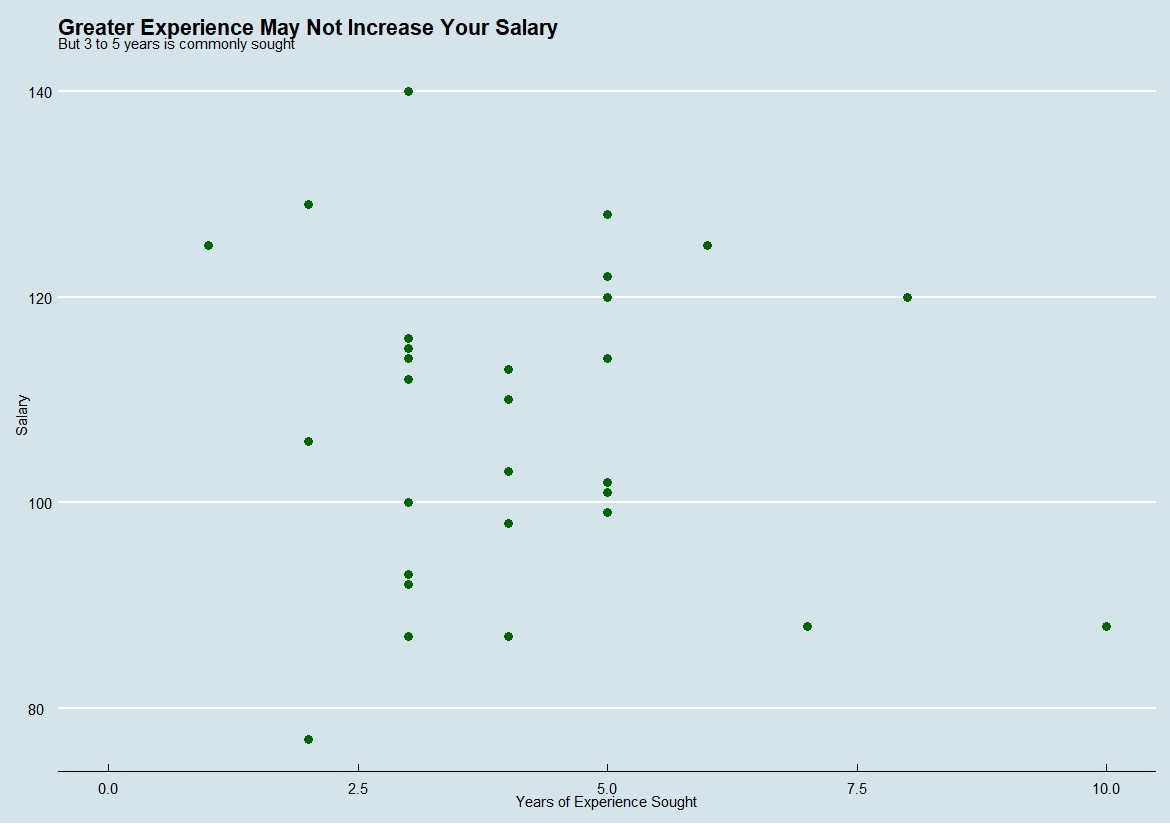 Greater Experience May Not Increase Your Salary
But 3 to 5 years is commonly sought
140
120
100
80
Salary
0.0 2.5 5.0 7.5 10.0
Years of Experience Sought